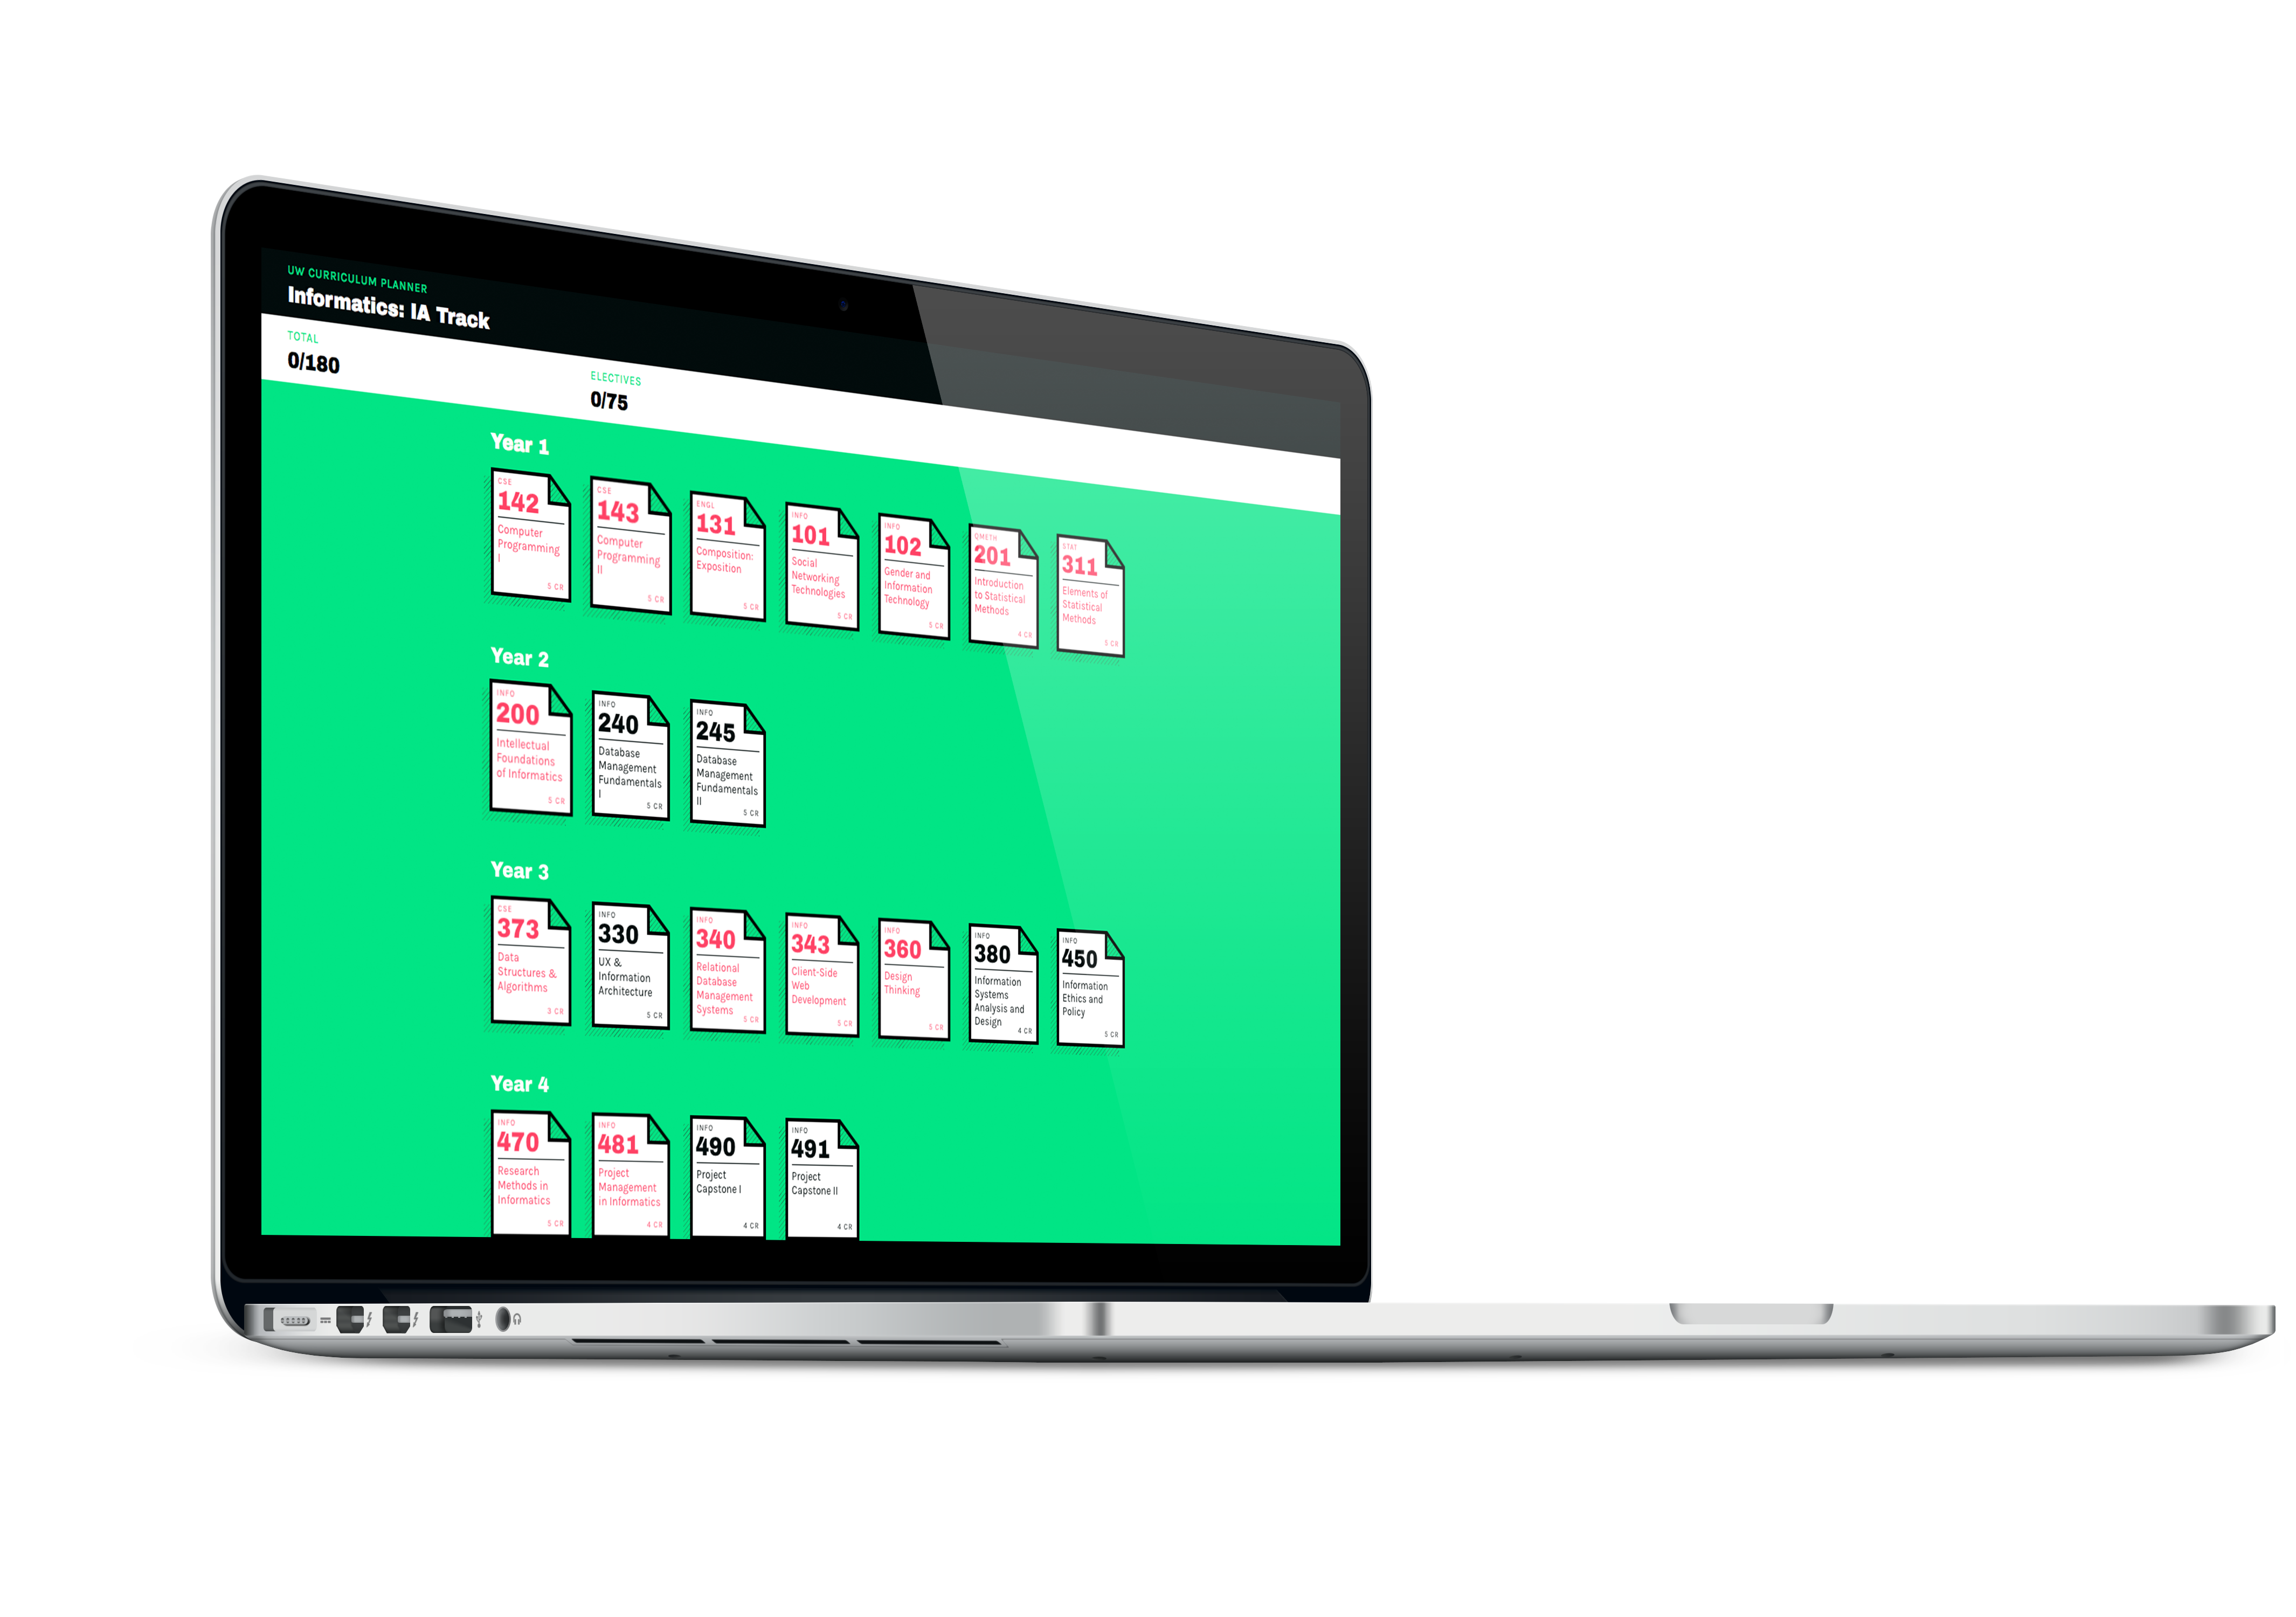 UW CURRICULUM PLANNER
Informatics: IA Track
TOTAL
0/180
ELECTIVES
0/75
Year 1
CSE
142
Computer
Programming
I
5 CR
CSE
143
Computer
Programming
II
5 CR
ENGL
131
Composition:
Exposition
5 CR
INFO
101
Social
Networking
Technologies
5 CR
INFO
102
Gender and
Information
Technology
5 CR
QMETH
201
Introduction
to Statistical
Methods
4 CR
STAT
311
Elements of
Statistical
Methods
5 CR
Year 2
INFO
200
Intellectual
Foundations
of Informatics
5 CR
INFO
240
Database
Management
Fundamentals
I
5 CR
INFO
245
Database
Management
Fundamentals
II
5 CR
Year 3
CSE
373
Data
Structures &
Algorithms
3 CR
INFO
330
UX &
Information
Architecture
5 CR
INFO
340
Relational
Database
Management
Systems
5 CR
INFO
343
Client-Side
Web
Development
5 CR
INFO
360
Design
Thinking
5 CR
INFO
380
Information
Systems
Analysis and
Design
4 CR
INFO
450
Information
Ethics and
Policy
5 CR
Year 4
INFO
470
Research
Methods in
Informatics
5 CR
INFO
481
Project
Management
in Informatics
4 CR
INFO
490
Project
Capstone I
4 CR
INFO
491
Project
Capstone II
4 CR